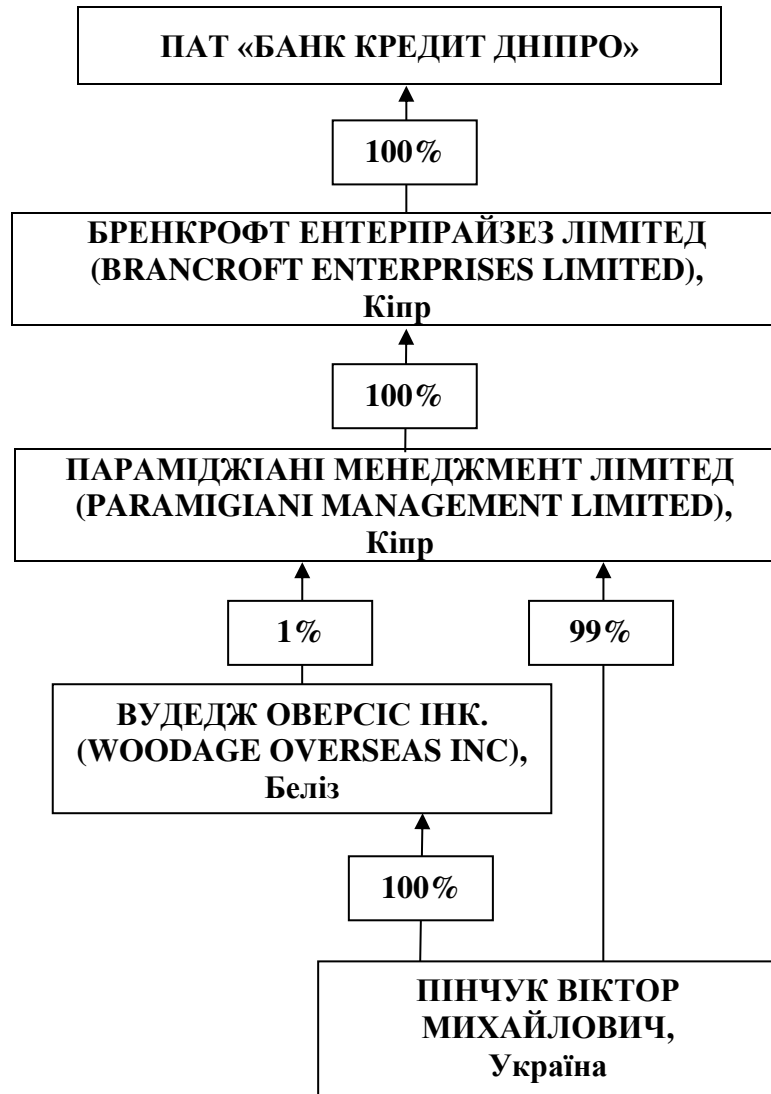 ПАТ «БАНК КРЕДИТ ДНІПРО»
100%
БРЕНКРОФТ ЕНТЕРПРАЙЗЕЗ ЛІМІТЕД
(BRANCROFT ENTERPRISES LIMITED),
Кіпр
100%
ПАРАМІДЖІАНІ МЕНЕДЖМЕНТ ЛІМІТЕД
(PARAMIGIANI MANAGEMENT LIMITED),
Кіпр
1%
99%
ВУДЕДЖ ОВЕРСІС ІНК.
(WOODAGE OVERSEAS INC),
Беліз
100%
ПІНЧУК ВІКТОР
МИХАЙЛОВИЧ,
Україна